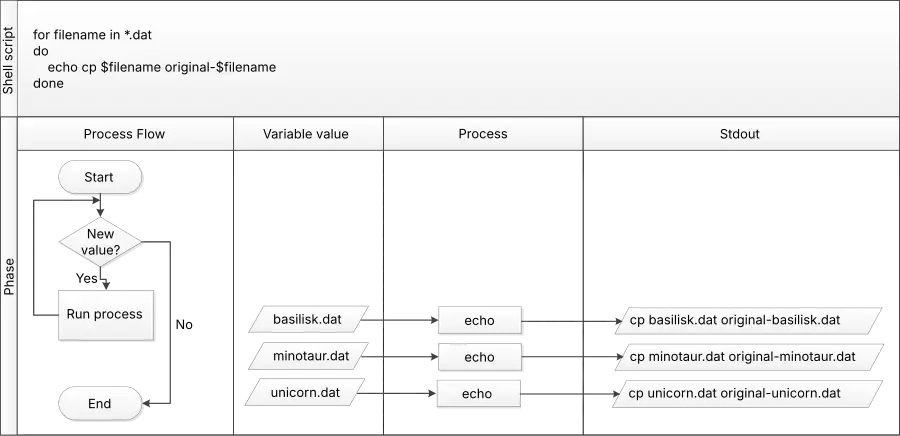 Shell script
for filename in *.dat
do
    echo cp $filename original-$filename
done
Phase
Process Flow
Variable value
Process
Stdout
Start
New
value?
Yes
Run process
No
End
basilisk.dat
echo
cp basilisk.dat original-basilisk.dat
minotaur.dat
echo
cp minotaur.dat original-minotaur.dat
unicorn.dat
echo
cp unicorn.dat original-unicorn.dat